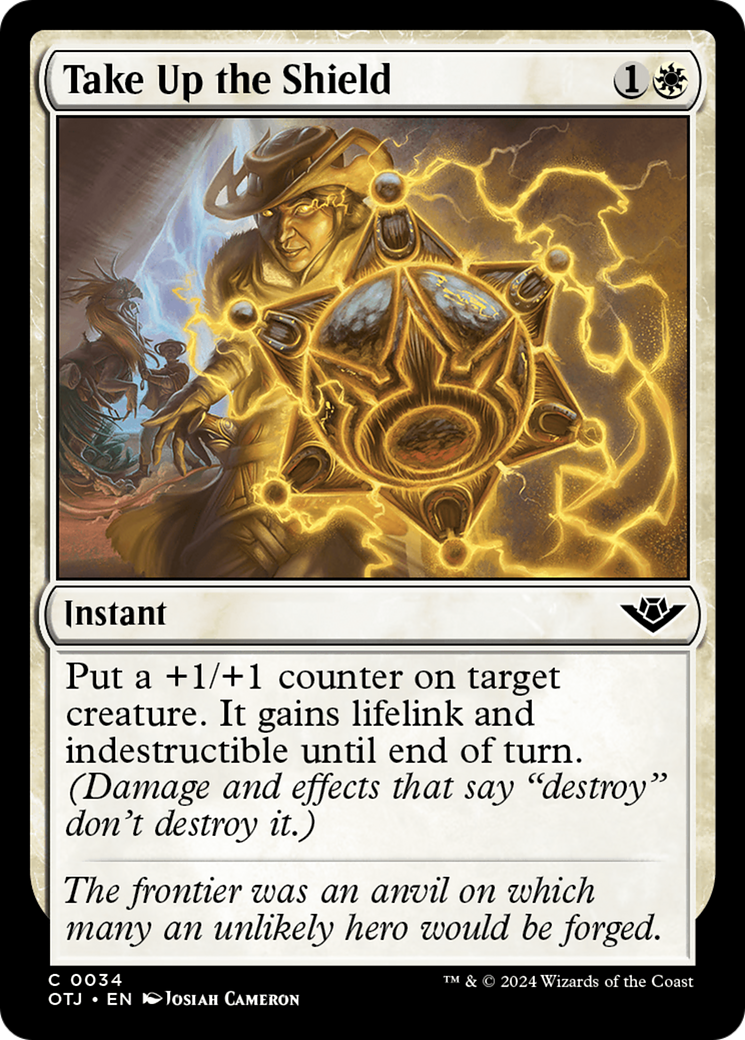 Take Up the Shield
1
Instant
Put a +1/+1 counter on target
creature. It gains lifelink and
indestructible until end of turn.
(Damage and effects that say “destroy”
don’t destroy it.)
The frontier was an anvil on which
many an unlikely hero would be forged.
C 0034
OTJ • EN Josiah Cameron
™ & © 2024 Wizards of the Coast